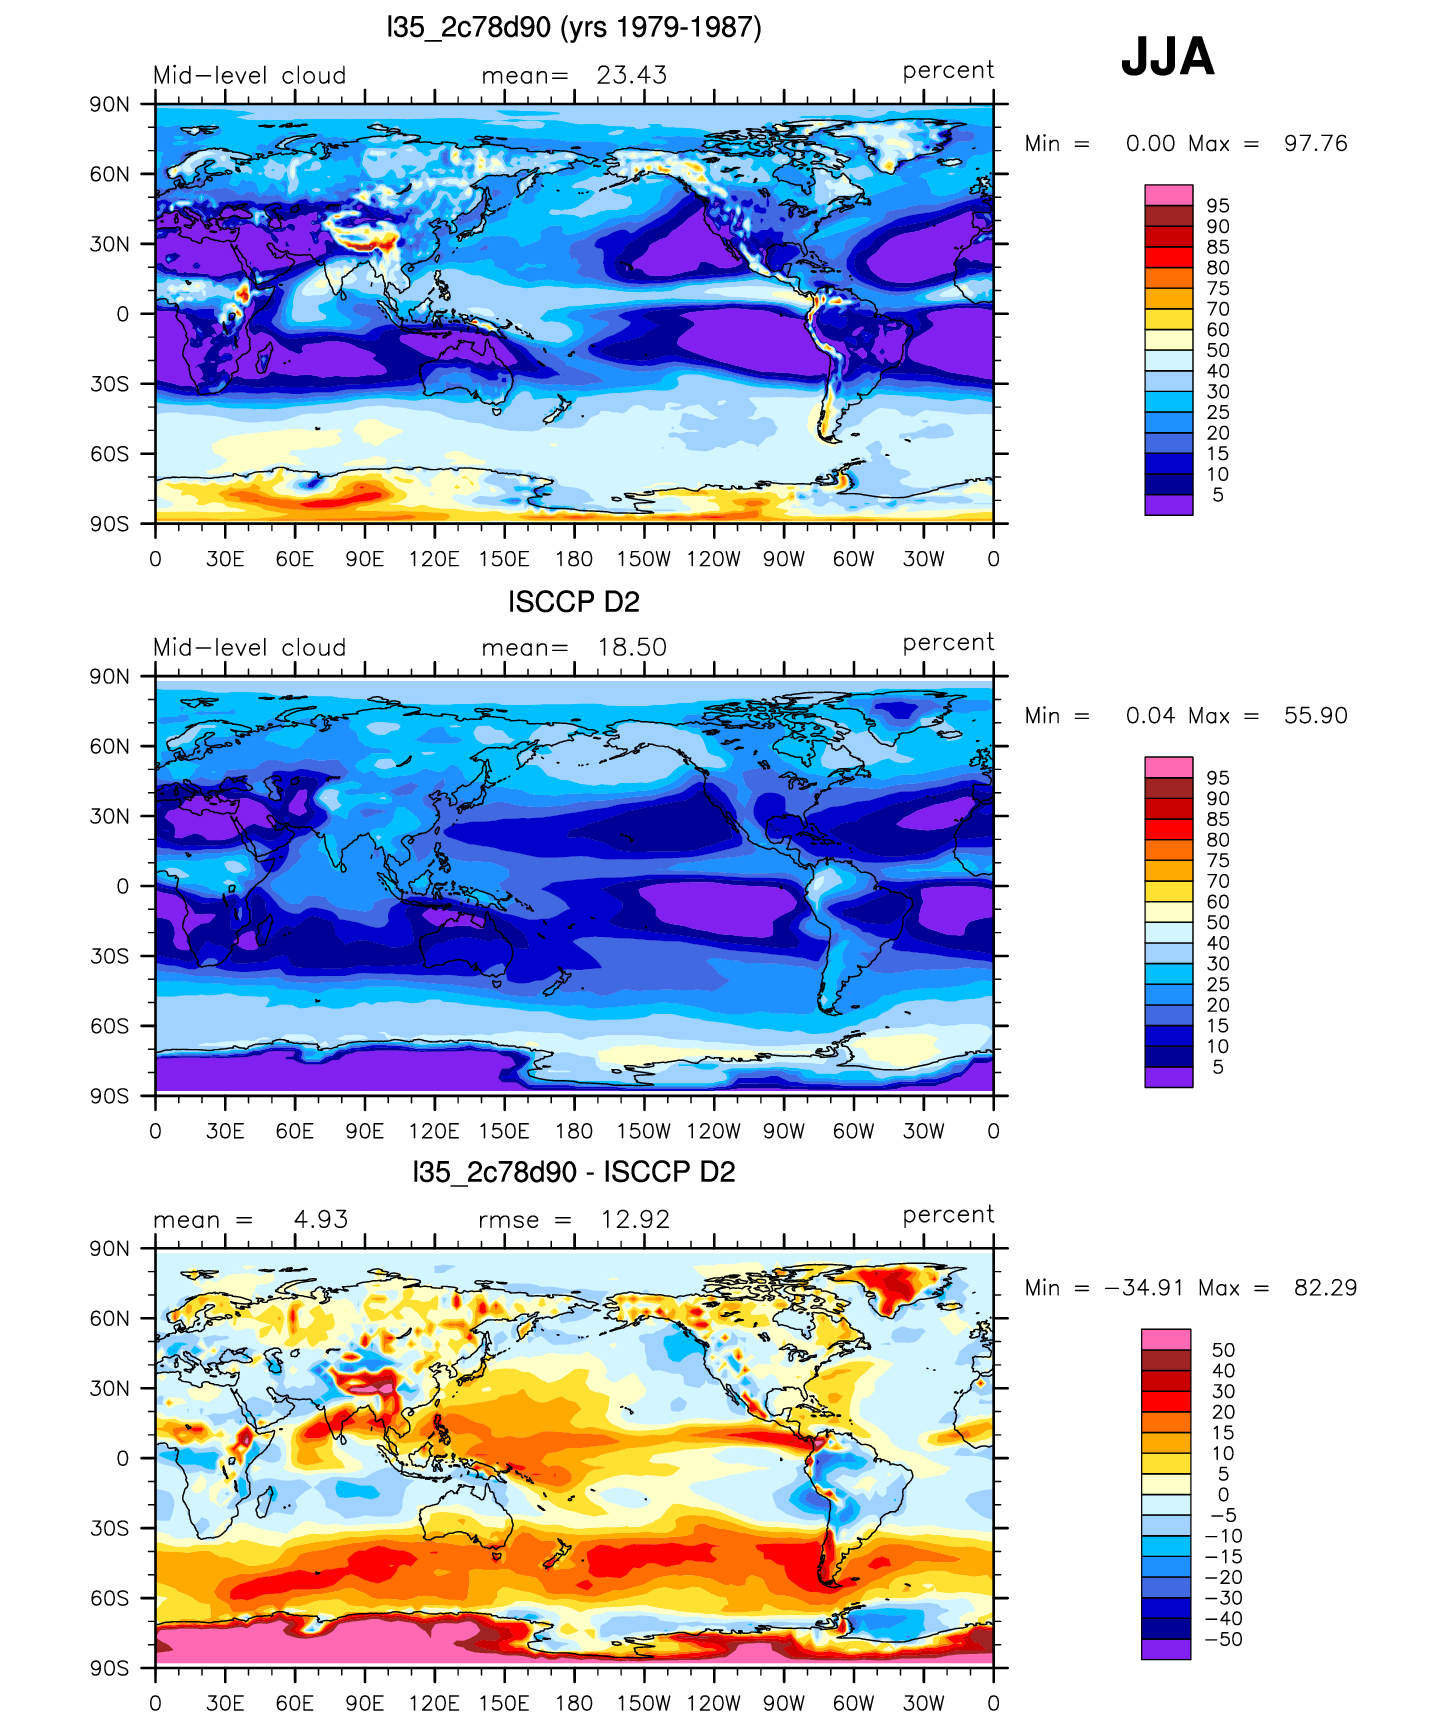 l35_2c78d90 (yrs 1979-1987)
JJA
Mid-level cloud mean= 23.43 percent
Min = 0.00 Max = 97.76
90N
60N
30N
0
30S
60S
90S
0 30E 60E 90E 120E 150E 180 150W 120W 90W 60W 30W 0
95
90
85
80
75
70
60
50
40
30
25
20
15
10
5
ISCCP D2
Mid-level cloud mean= 18.50 percent
Min = 0.04 Max = 55.90
90N
60N
30N
0
30S
60S
90S
0 30E 60E 90E 120E 150E 180 150W 120W 90W 60W 30W 0
95
90
85
80
75
70
60
50
40
30
25
20
15
10
5
l35_2c78d90 - ISCCP D2
mean = 4.93 rmse = 12.92 percent
Min = -34.91 Max = 82.29
90N
60N
30N
0
30S
60S
90S
0 30E 60E 90E 120E 150E 180 150W 120W 90W 60W 30W 0
50
40
30
20
15
10
5
0
-5
-10
-15
-20
-30
-40
-50